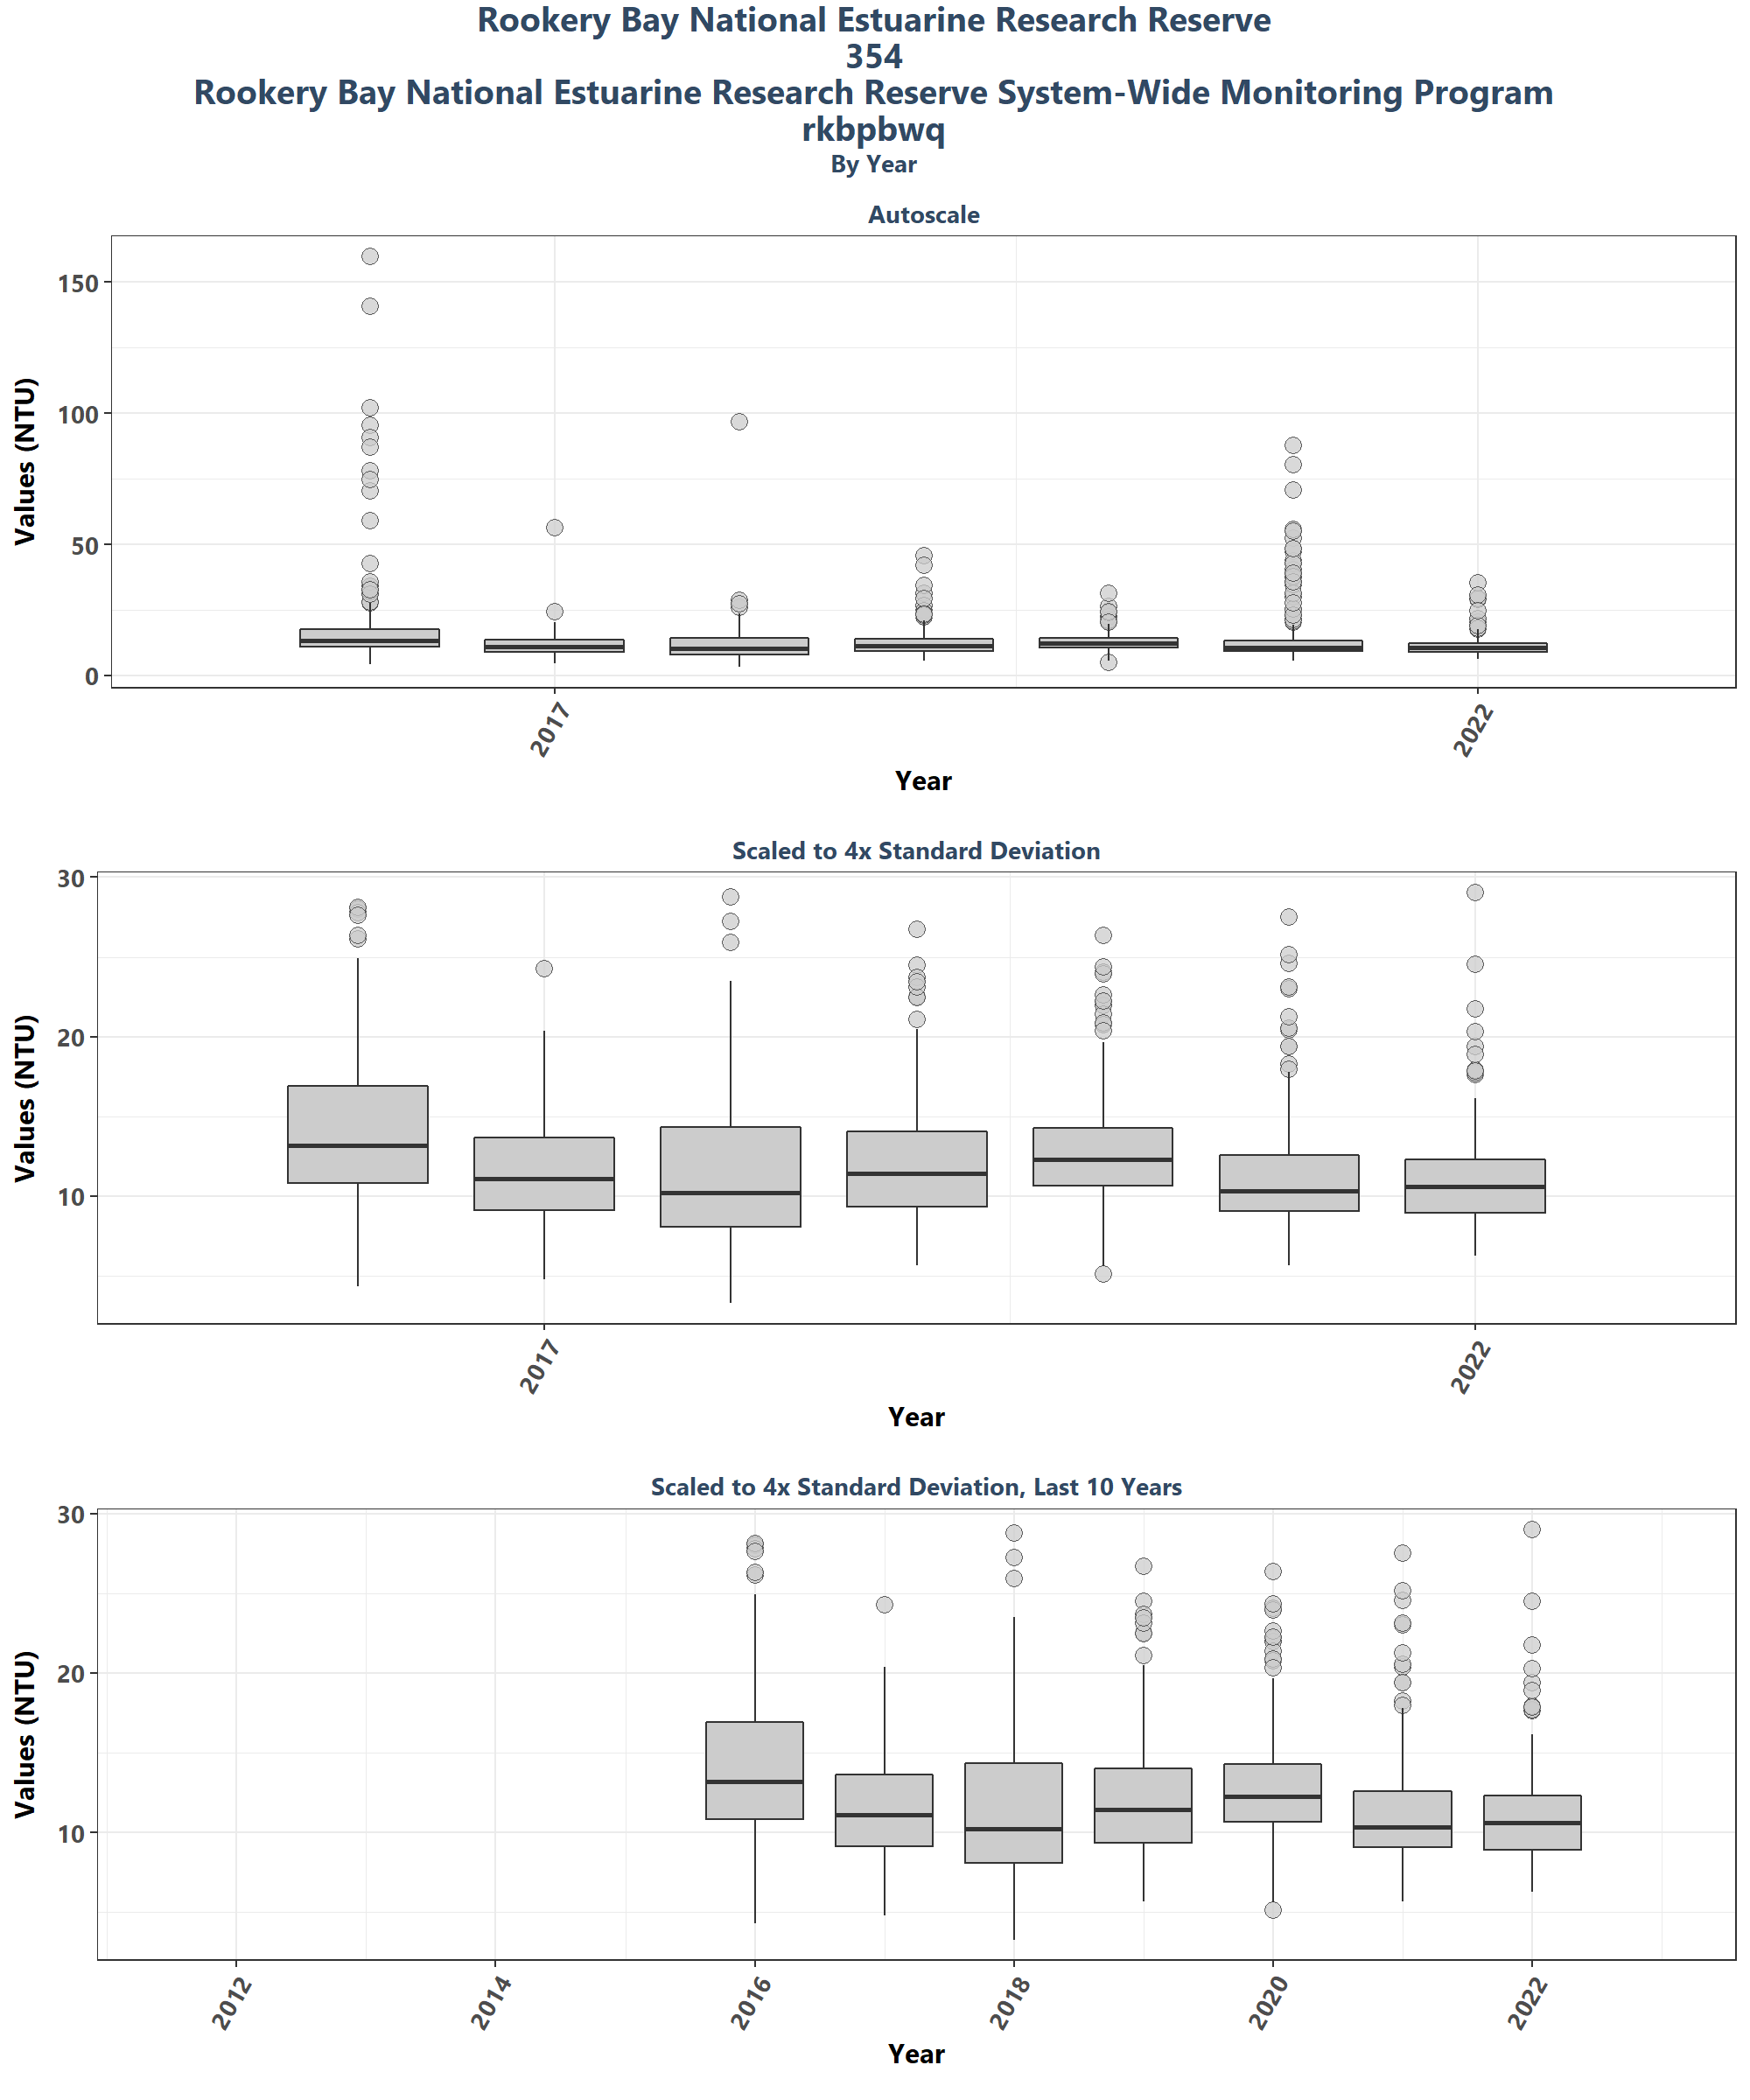 Rookery Bay National Estuarine Research Reserve
354
Rookery Bay National Estuarine Research Reserve System-Wide Monitoring Program
rkbpbwq
By Year
Autoscale
Values (NTU)
150
100
50
0
2017
2022
Year
Scaled to 4x Standard Deviation
Values (NTU)
30
20
10
2017
2022
Year
Scaled to 4x Standard Deviation, Last 10 Years
Values (NTU)
30
20
10
2012
2014
2016
2018
2020
2022
Year